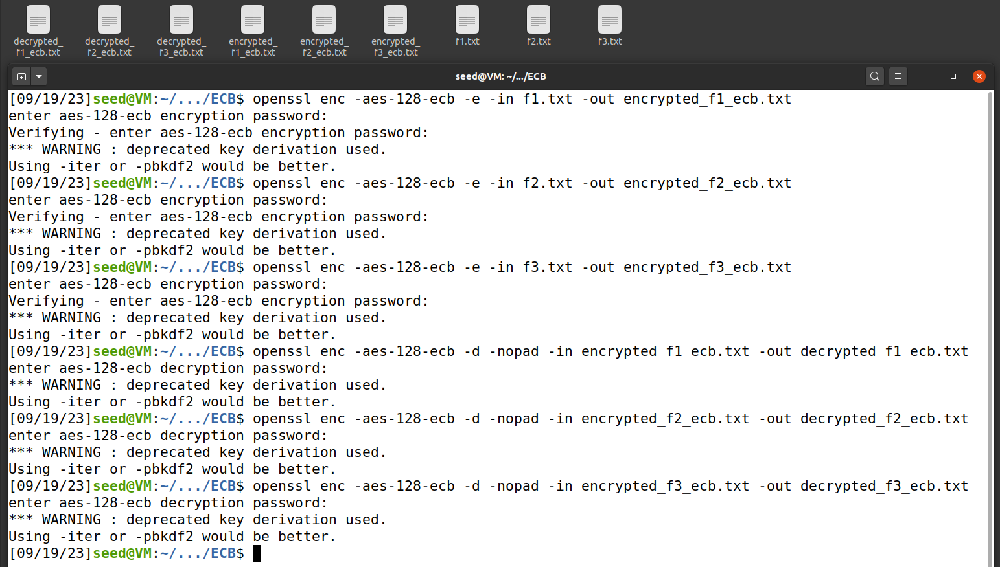 decrypted_
f1_ecb.txt
decrypted_
f2_ecb.txt
decrypted_
f3_ecb.txt
encrypted_
f1_ecb.txt
encrypted_
f2_ecb.txt
encrypted_
f3_ecb.txt
f1.txt
f2.txt
f3.txt
seed@VM: ~/.../ECB
[09/19/23]seed@VM:~/.../ECB$ openssl enc -aes-128-ecb -e -in f1.txt -out encrypted_f1_ecb.txt
enter aes-128-ecb encryption password:
Verifying - enter aes-128-ecb encryption password:
*** WARNING : deprecated key derivation used.
Using -iter or -pbkdf2 would be better.
[09/19/23]seed@VM:~/.../ECB$ openssl enc -aes-128-ecb -e -in f2.txt -out encrypted_f2_ecb.txt
enter aes-128-ecb encryption password:
Verifying - enter aes-128-ecb encryption password:
*** WARNING : deprecated key derivation used.
Using -iter or -pbkdf2 would be better.
[09/19/23]seed@VM:~/.../ECB$ openssl enc -aes-128-ecb -e -in f3.txt -out encrypted_f3_ecb.txt
enter aes-128-ecb encryption password:
Verifying - enter aes-128-ecb encryption password:
*** WARNING : deprecated key derivation used.
Using -iter or -pbkdf2 would be better.
[09/19/23]seed@VM:~/.../ECB$ openssl enc -aes-128-ecb -d -nopad -in encrypted_f1_ecb.txt -out decrypted_f1_ecb.txt
enter aes-128-ecb decryption password:
*** WARNING : deprecated key derivation used.
Using -iter or -pbkdf2 would be better.
[09/19/23]seed@VM:~/.../ECB$ openssl enc -aes-128-ecb -d -nopad -in encrypted_f2_ecb.txt -out decrypted_f2_ecb.txt
enter aes-128-ecb decryption password:
*** WARNING : deprecated key derivation used.
Using -iter or -pbkdf2 would be better.
[09/19/23]seed@VM:~/.../ECB$ openssl enc -aes-128-ecb -d -nopad -in encrypted_f3_ecb.txt -out decrypted_f3_ecb.txt
enter aes-128-ecb decryption password:
*** WARNING : deprecated key derivation used.
Using -iter or -pbkdf2 would be better.
[09/19/23]seed@VM:~/.../ECB$